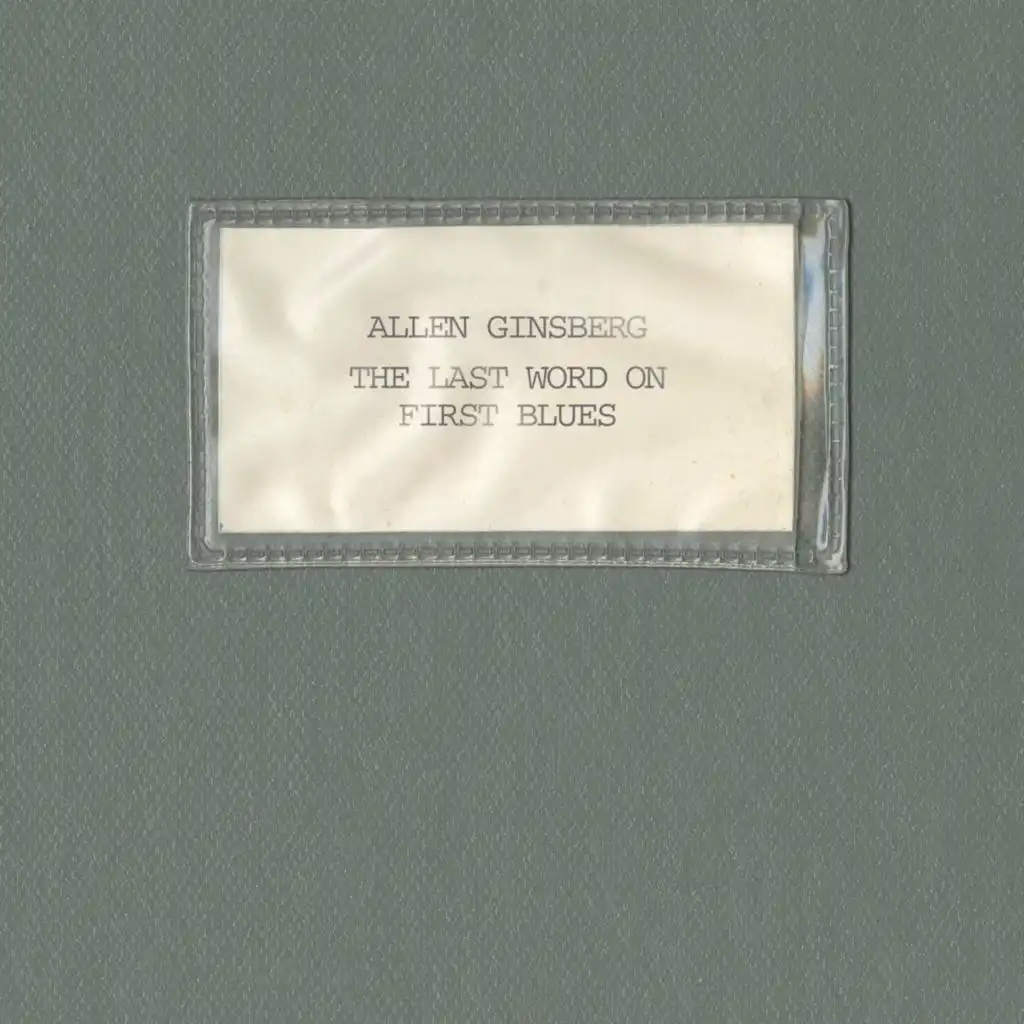 ALLEN GINSBERG
THE LAST WORD ON
FIRST BLUES